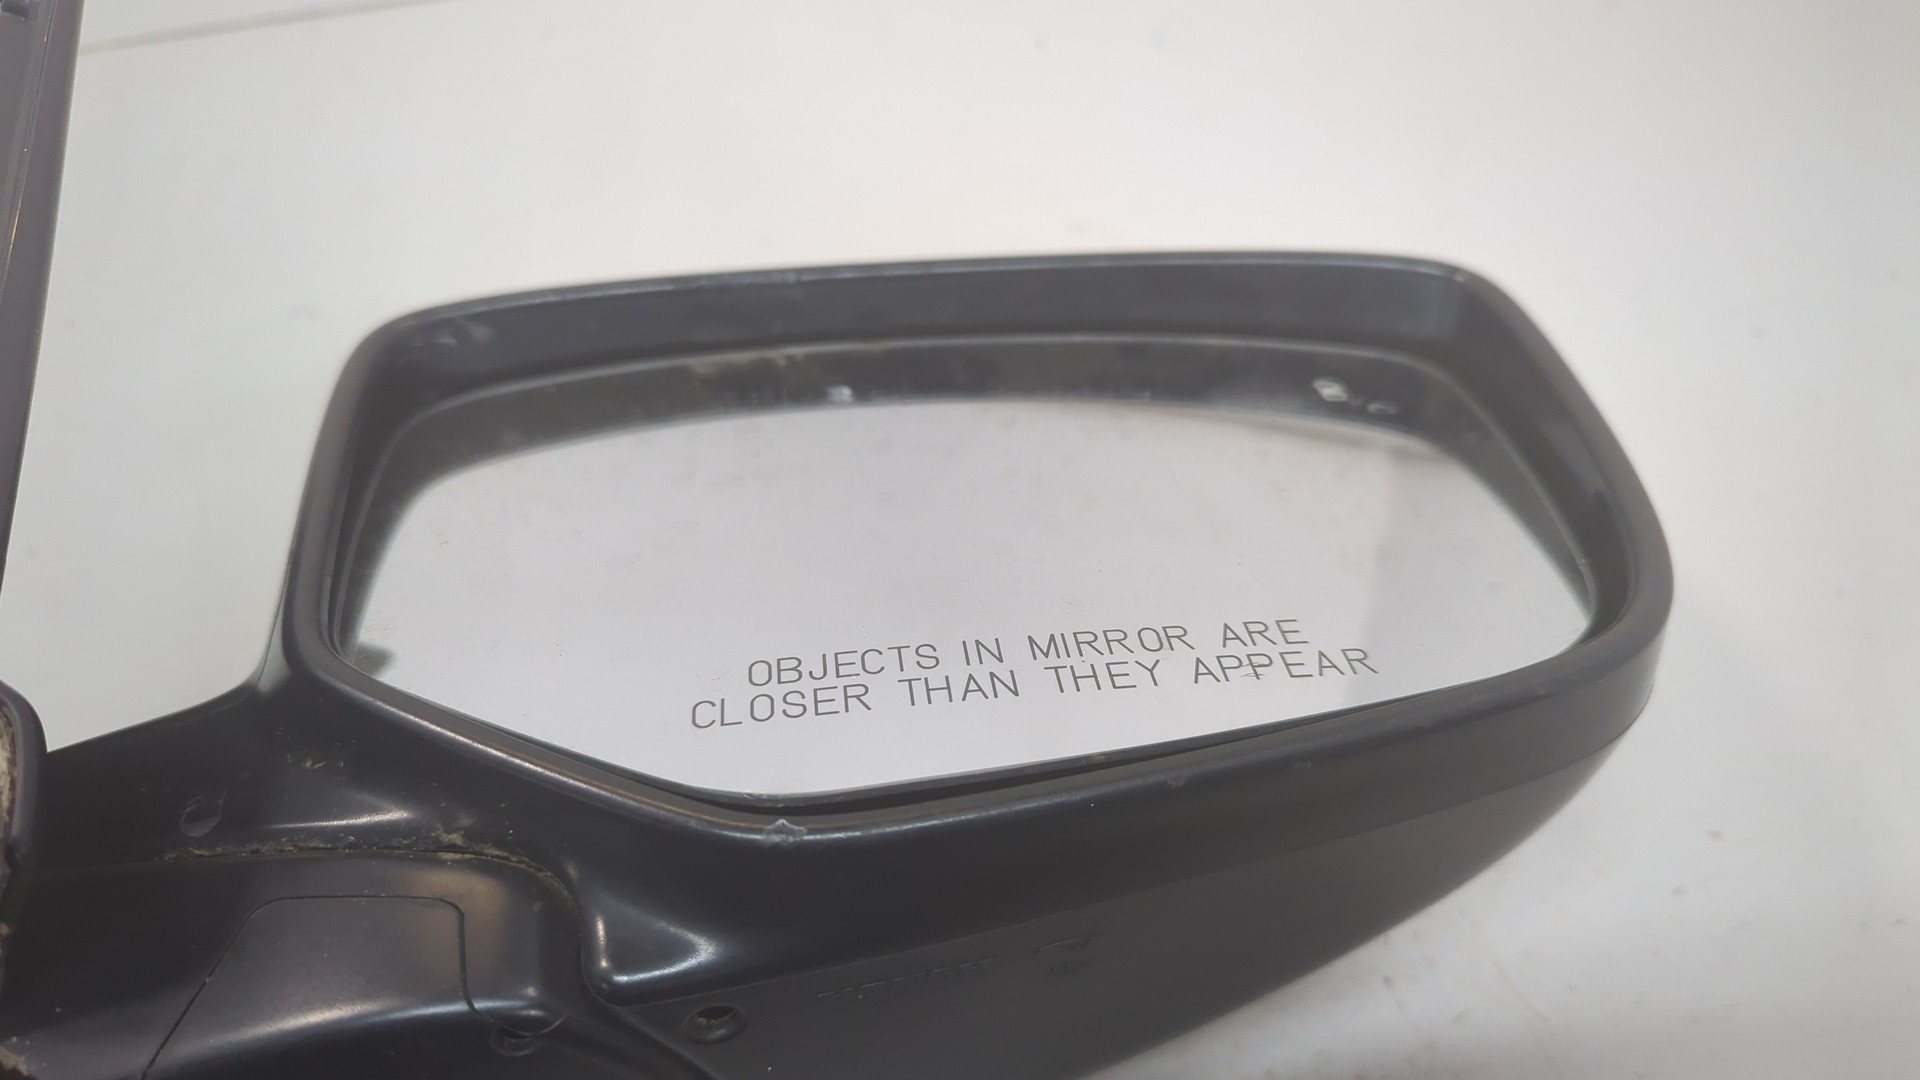 OBJECTS IN MIRROR ARE
CLOSER THAN THEY APPEAR